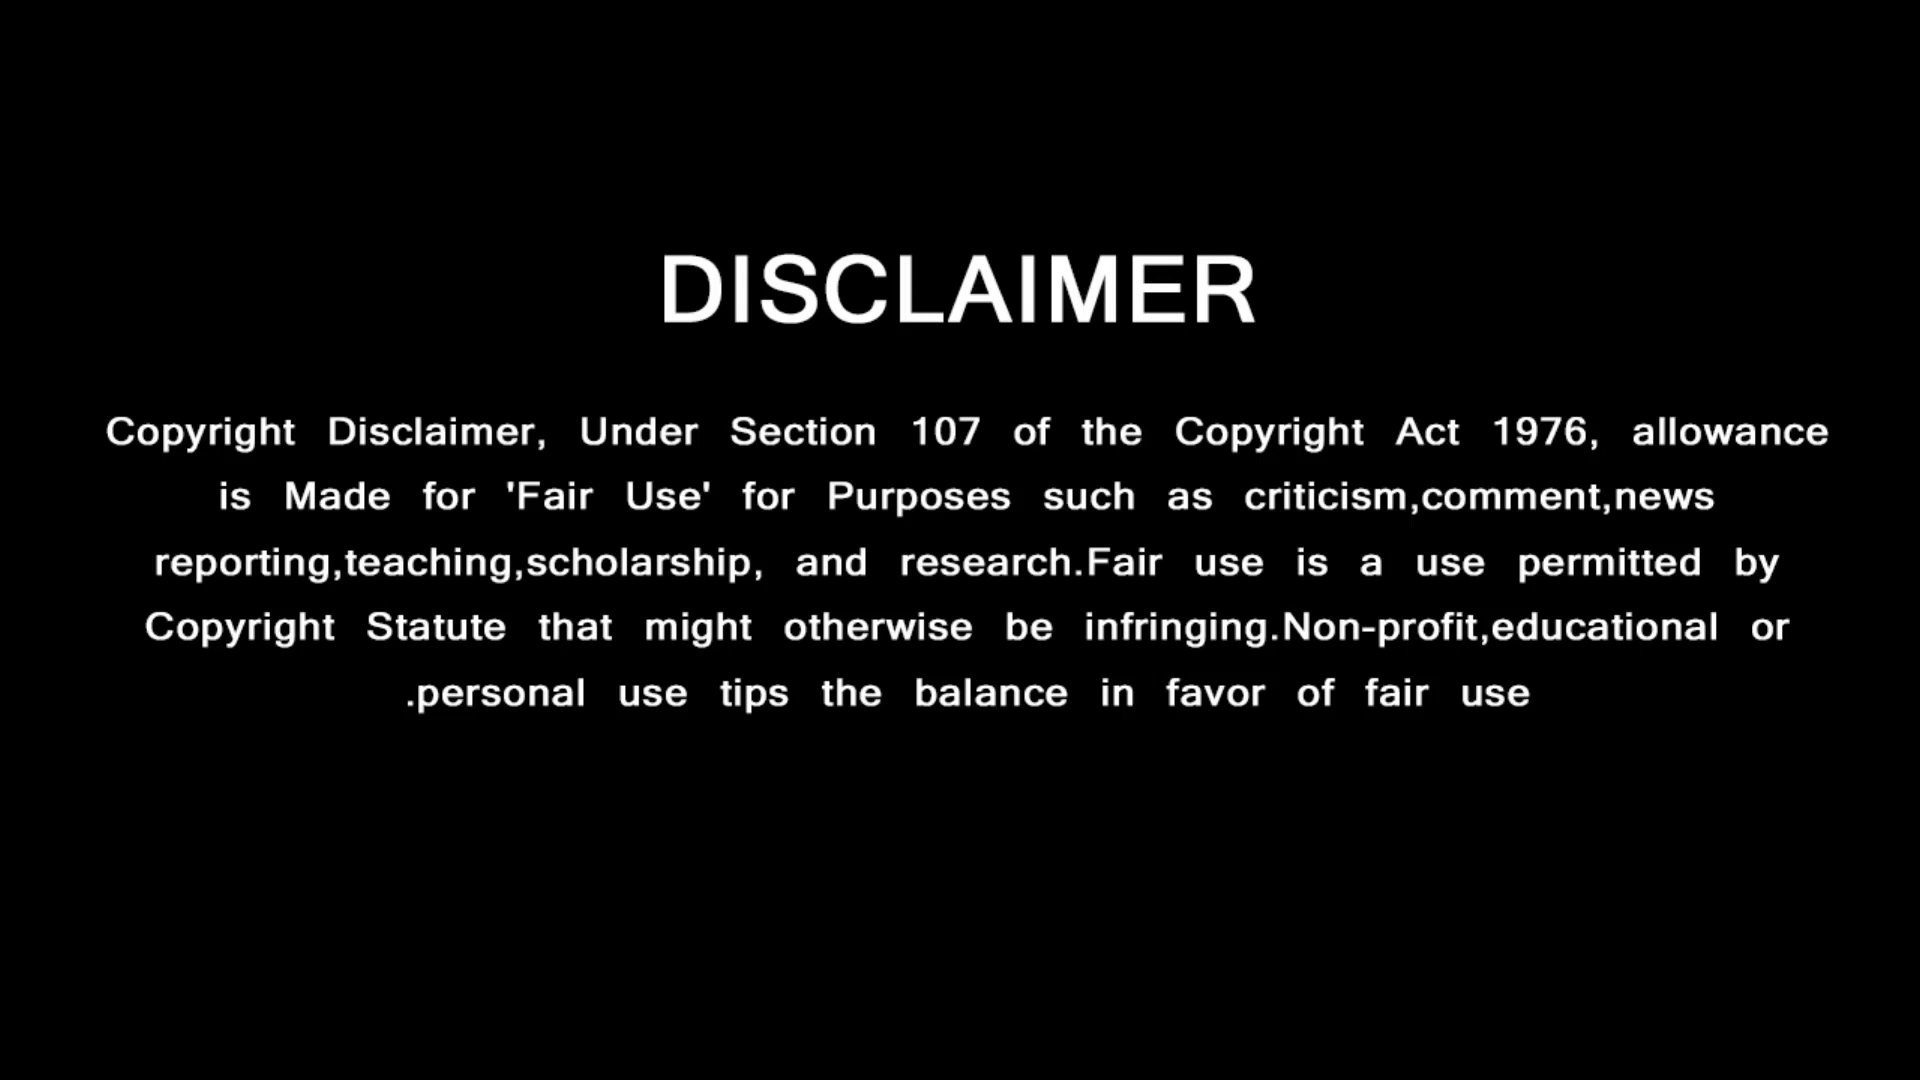 DISCLAIMER
Copyright Disclaimer, Under Section 107 of the Copyright Act 1976, allowance
is Made for 'Fair Use' for Purposes such as criticism,comment,news
reporting,teaching,scholarship, and research.Fair use is a use permitted by
Copyright Statute that might otherwise be infringing.Non-profit,educational or
.personal use tips the balance in favor of fair use